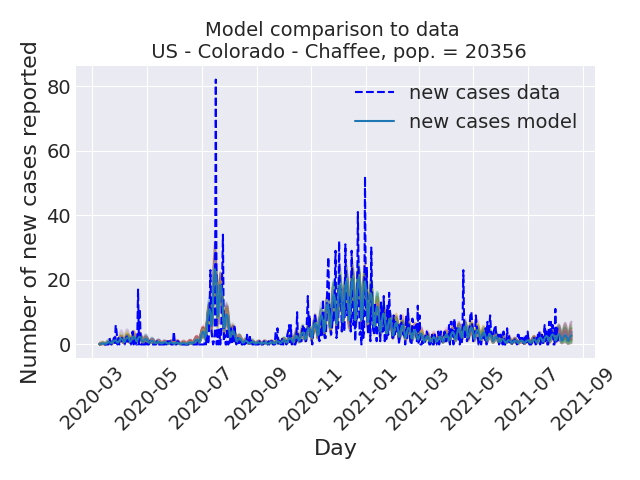 Model comparison to data
US - Colorado - Chaffee, pop. = 20356
Number of new cases reported
80
60
40
20
0
new cases data
new cases model
2020-03
2020-05
2020-07
2020-09
2020-11
2021-01
2021-03
2021-05
2021-07
2021-09
Day